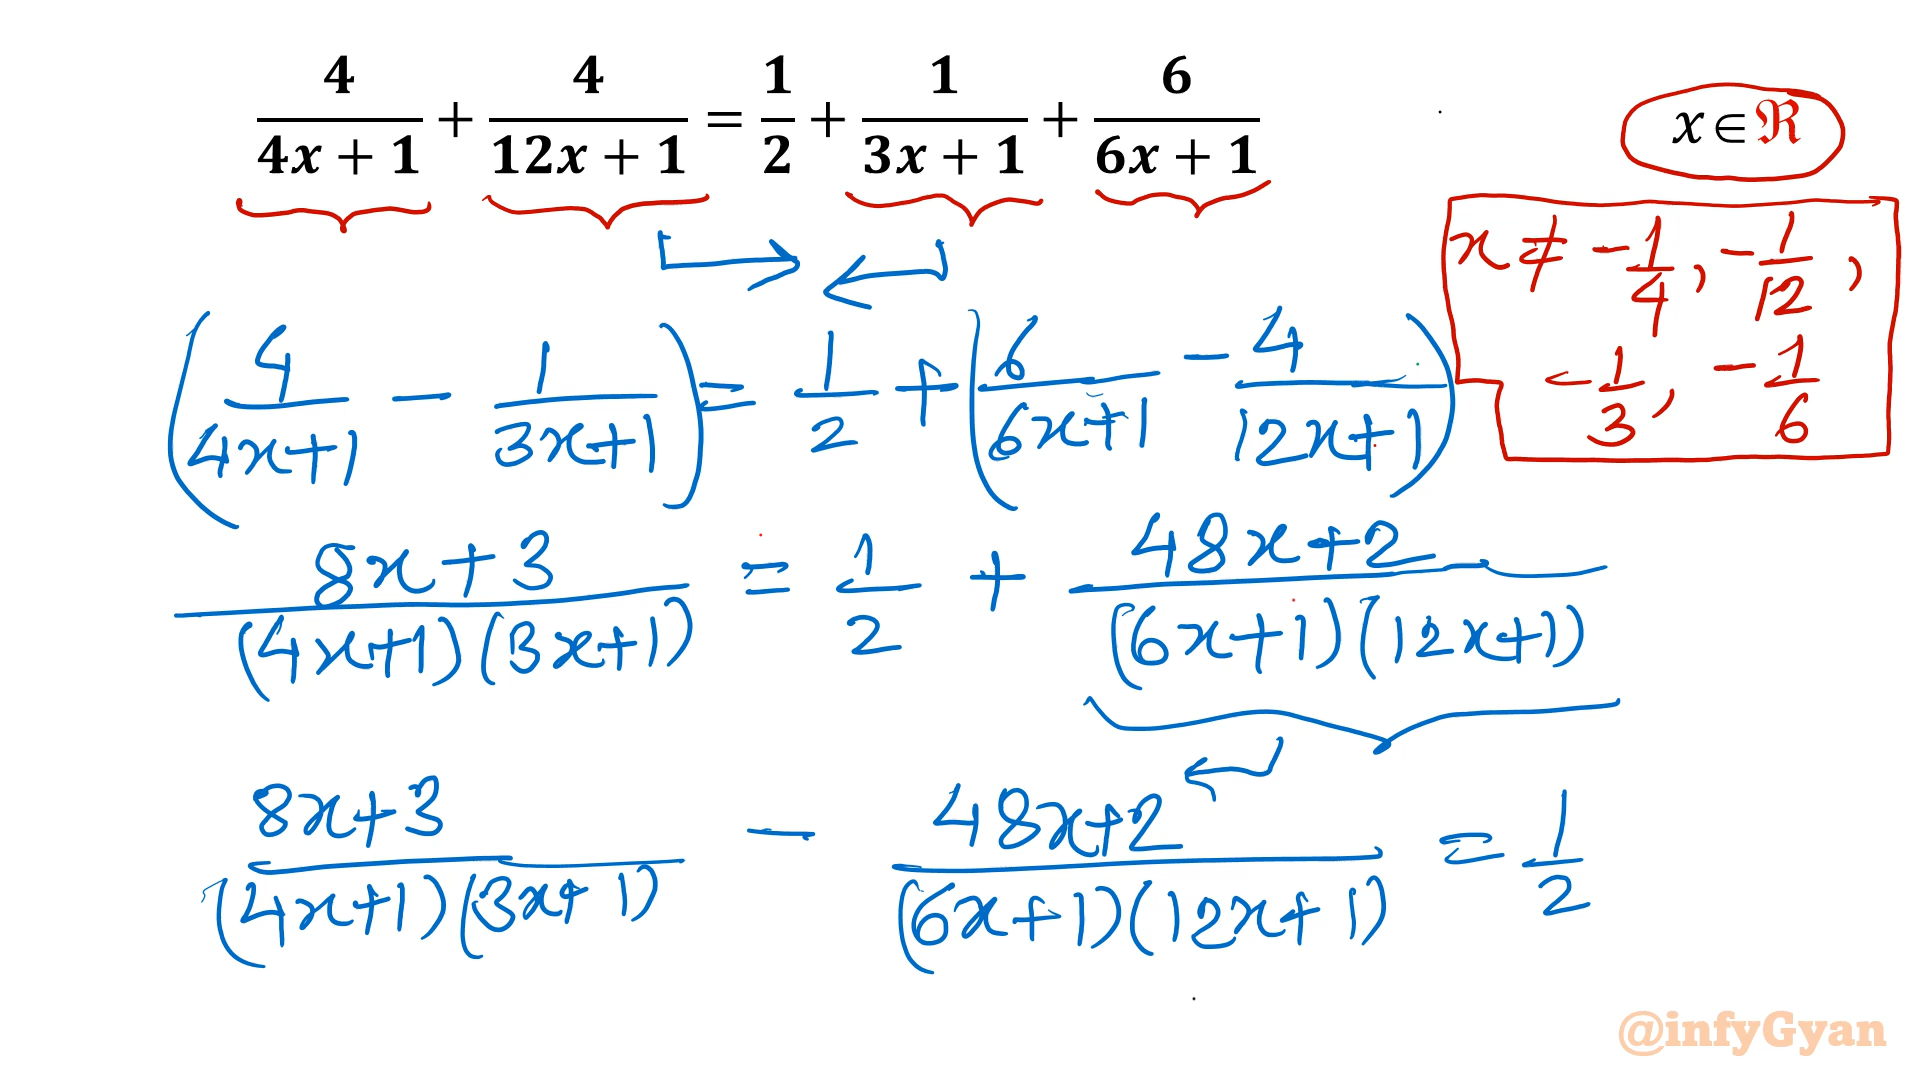 4/(4x + 1) + 4/(12x + 1) = 1/2 + 1/(3x + 1) + 6/(6x + 1)
x ∈ ℜ
x ≠ -1/4, -1/12,
-1/3, -1/6
(4/(4x+1) - 1/(3x+1)) = 1/2 + (6/(6x+1) - 4/(12x+1))
(8x+3)/((4x+1)(3x+1)) = 1/2 + (48x+2)/((6x+1)(12x+1))
(8x+3)/((4x+1)(3x+1)) - (48x+2)/((6x+1)(12x+1)) = 1/2
@infyGyan